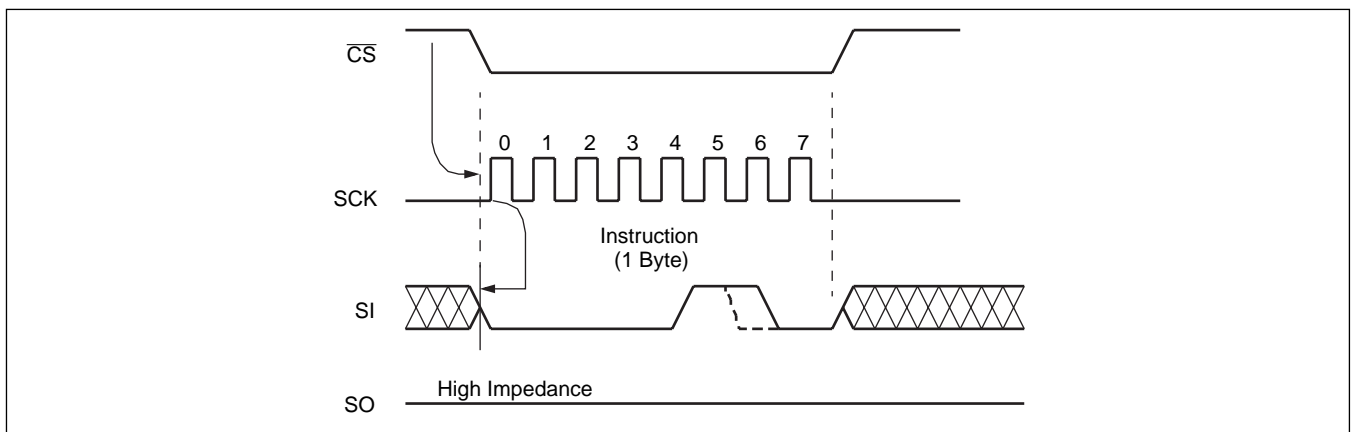 CS
0 1 2 3 4 5 6 7
SCK
Instruction
(1 Byte)
SI
High Impedance
SO